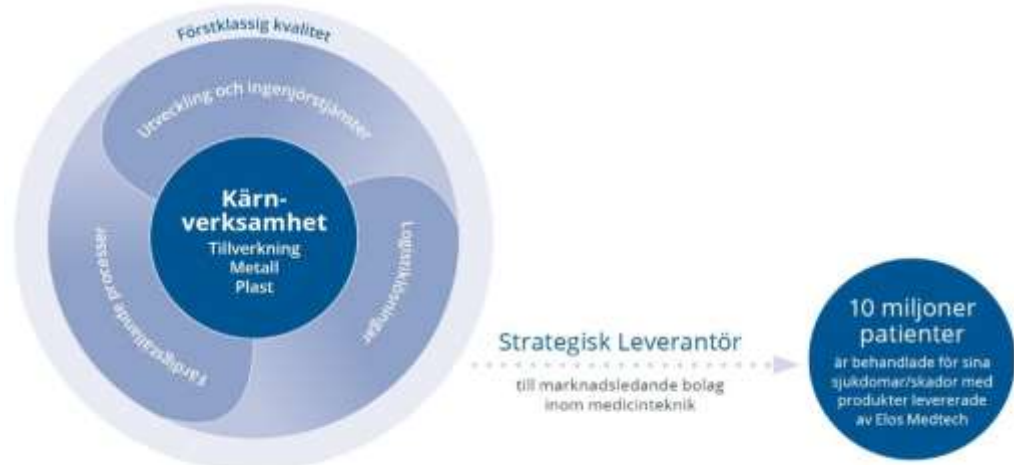 Förstklassig kvalitet
Utveckling och ingenjörstjänster
Kärn-
verksamhet
Tillverkning
Metall
Plast
Logistiklösningar
Färdigställande processer
Strategisk Leverantör
till marknadsledande bolag
inom medicinteknik
10 miljoner
patienter
är behandlade för sina
sjukdomar/skador med
produkter levererade
av Elos Medtech